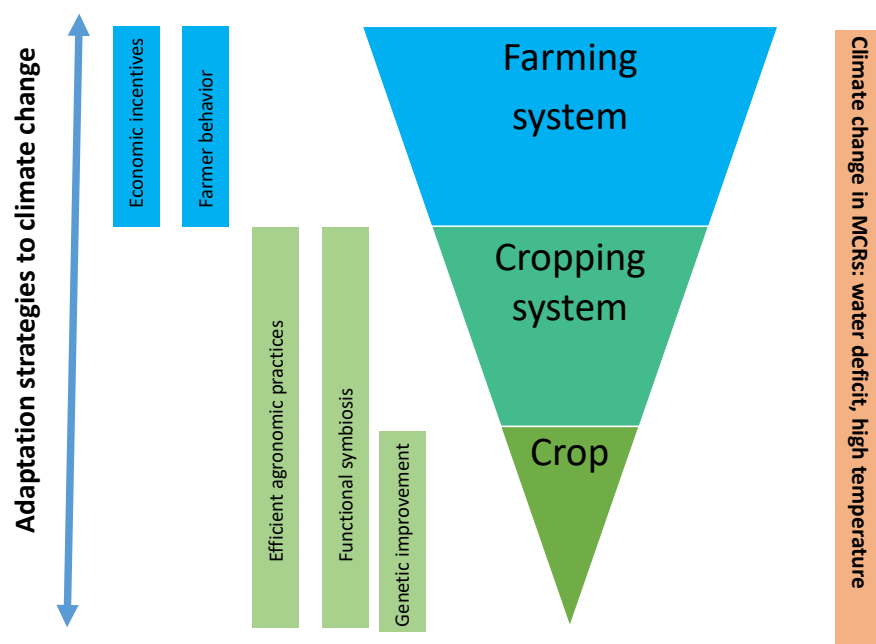 Adaptation strategies to climate change
Economic incentives
Farmer behavior
Efficient agronomic practices
Functional symbiosis
Genetic improvement
Farming
system
Cropping
system
Crop
Climate change in MCRs: water deficit, high temperature